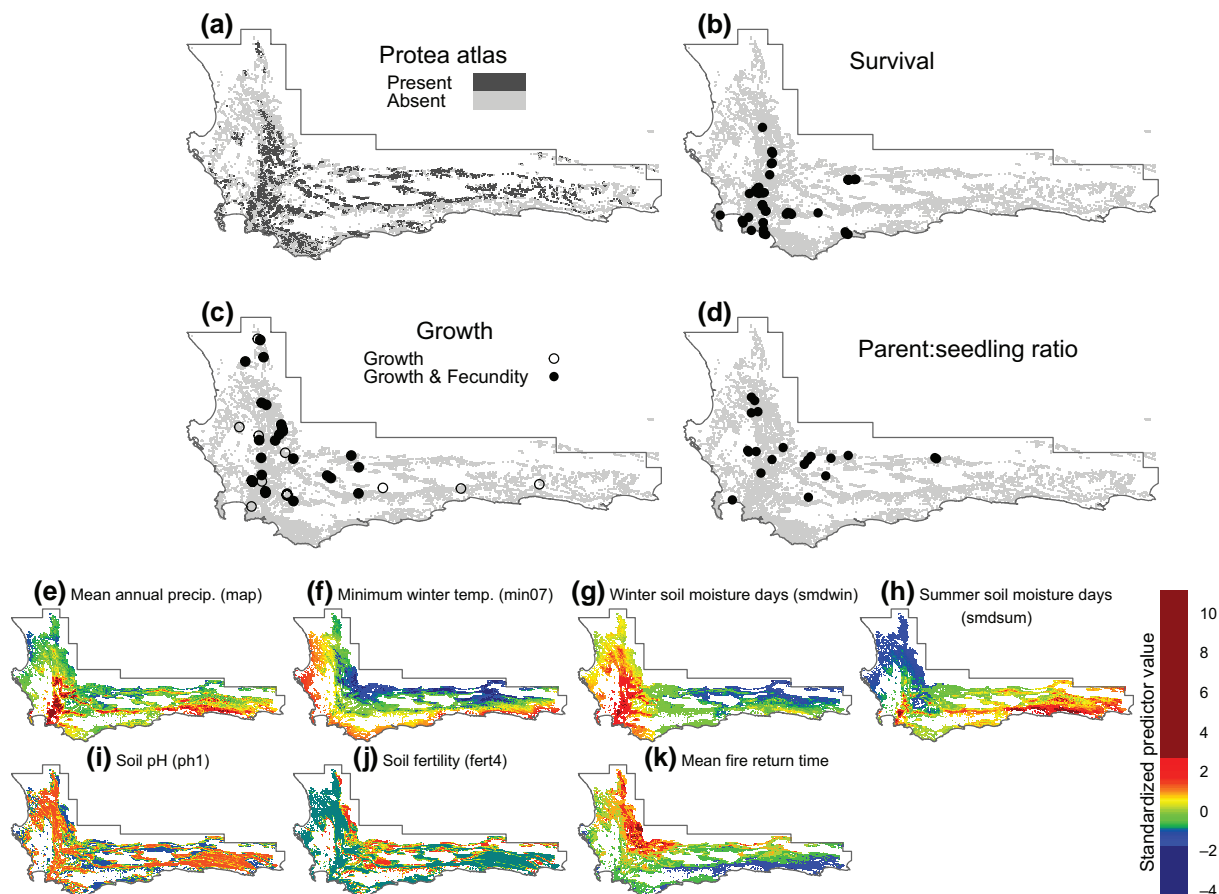 (a)
Protea atlas
Present
Absent
(b)
Survival
(c)
Growth
Growth
Growth & Fecundity
(d)
Parent:seedling ratio
(e) Mean annual precip. (map)
(f) Minimum winter temp. (min07)
(g) Winter soil moisture days (smdwin)
(h) Summer soil moisture days
(smdsum)
(i) Soil pH (ph1)
(j) Soil fertility (fert4)
(k) Mean fire return time
Standardized predictor value
10
8
6
4
2
0
−2
−4